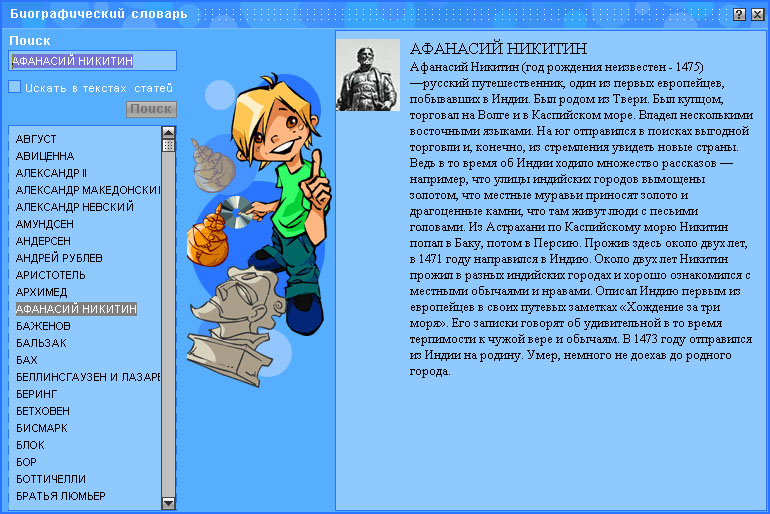 Биографический словарь
Поиск
АФАНАСИЙ НИКИТИН
Искать в текстах статей
Поиск
АВГУСТ
АВИЦЕННА
АЛЕКСАНДР II
АЛЕКСАНДР МАКЕДОНСКИЙ
АЛЕКСАНДР НЕВСКИЙ
АМУНДСЕН
АНДЕРСЕН
АНДРЕЙ РУБЛЕВ
АРИСТОТЕЛЬ
АРХИМЕД
АФАНАСИЙ НИКИТИН
БАЖЕНОВ
БАЛЬЗАК
БАХ
БЕЛЛИНСГАУЗЕН И ЛАЗАРЕ
БЕРИНГ
БЕТХОВЕН
БИСМАРК
БЛОК
БОР
БОТТИЧЕЛЛИ
БРАТЬЯ ЛЮМЬЕР
АФАНАСИЙ НИКИТИН
Афанасий Никитин (год рождения неизвестен - 1475)
—русский путешественник, один из первых европейцев,
побывавших в Индии. Был родом из Твери. Был купцом,
торговал на Волге и в Каспийском море. Владел несколькими
восточными языками. На юг отправился в поисках выгодной
торговли и, конечно, из стремления увидеть новые страны.
Ведь в то время об Индии ходило множество рассказов —
например, что улицы индийских городов вымощены
золотом, что местные муравьи приносят золото и
драгоценные камни, что там живут люди с песьими
головами. Из Астрахани по Каспийскому морю Никитин
попал в Баку, потом в Персию. Прожив здесь около двух лет,
в 1471 году направился в Индию. Около двух лет Никитин
прожил в разных индийских городах и хорошо ознакомился с
местными обычаями и нравами. Описал Индию первым из
европейцев в своих путевых заметках «Хождение за три
моря». Его записки говорят об удивительной в то время
терпимости к чужой вере и обычаям. В 1473 году отправился
из Индии на родину. Умер, немного не доехав до родного
города.